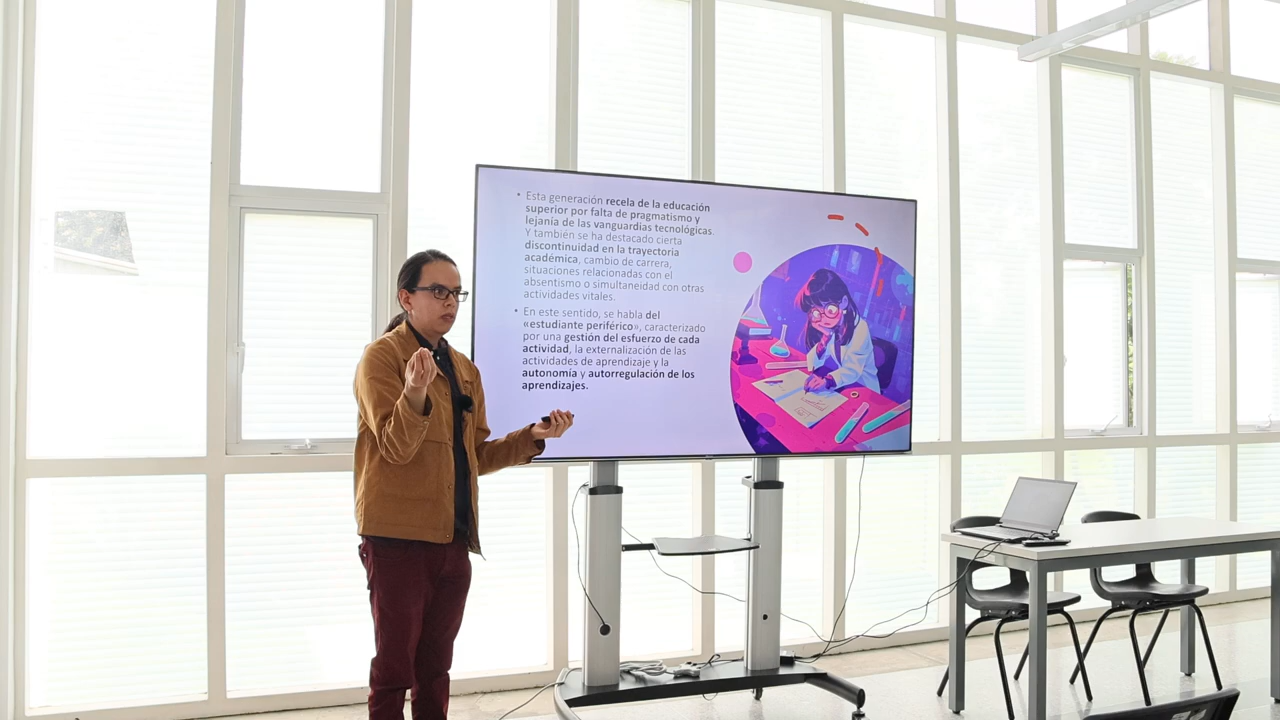 • Esta generación recela de la educación
superior por falta de pragmatismo y
lejanía de las vanguardias tecnológicas.
Y también se ha destacado cierta
discontinuidad en la trayectoria
académica, cambio de carrera,
situaciones relacionadas con el
absentismo o simultaneidad con otras
actividades vitales.
• En este sentido, se habla del
«estudiante periférico», caracterizado
por una gestión del esfuerzo de cada
actividad, la externalización de las
actividades de aprendizaje y la
autonomía y autorregulación de los
aprendizajes.